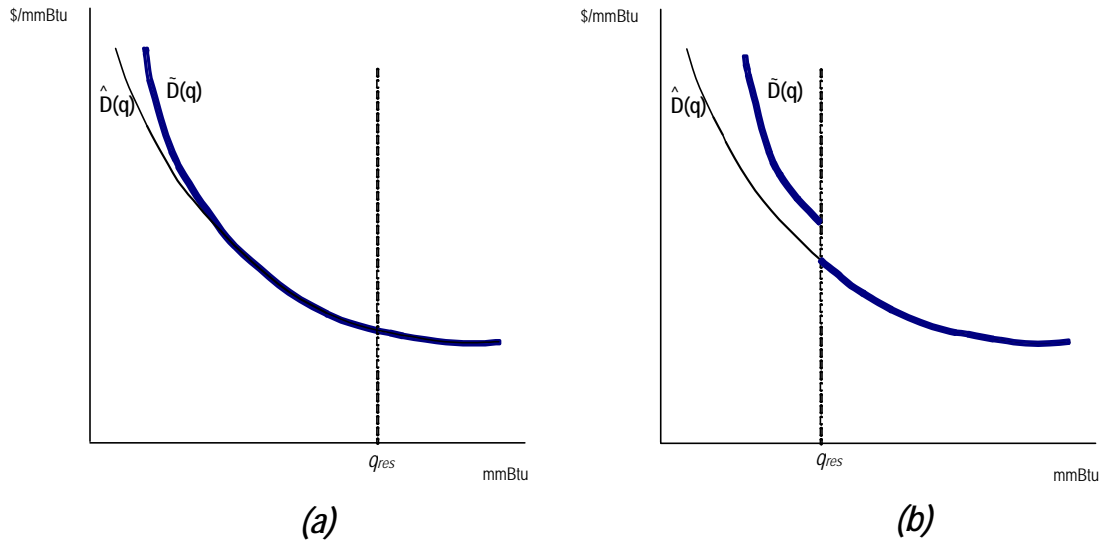 $/mmBtu
D̂(q)
D̃(q)
qres
mmBtu
(a)
$/mmBtu
D̂(q)
D̃(q)
qres
mmBtu
(b)